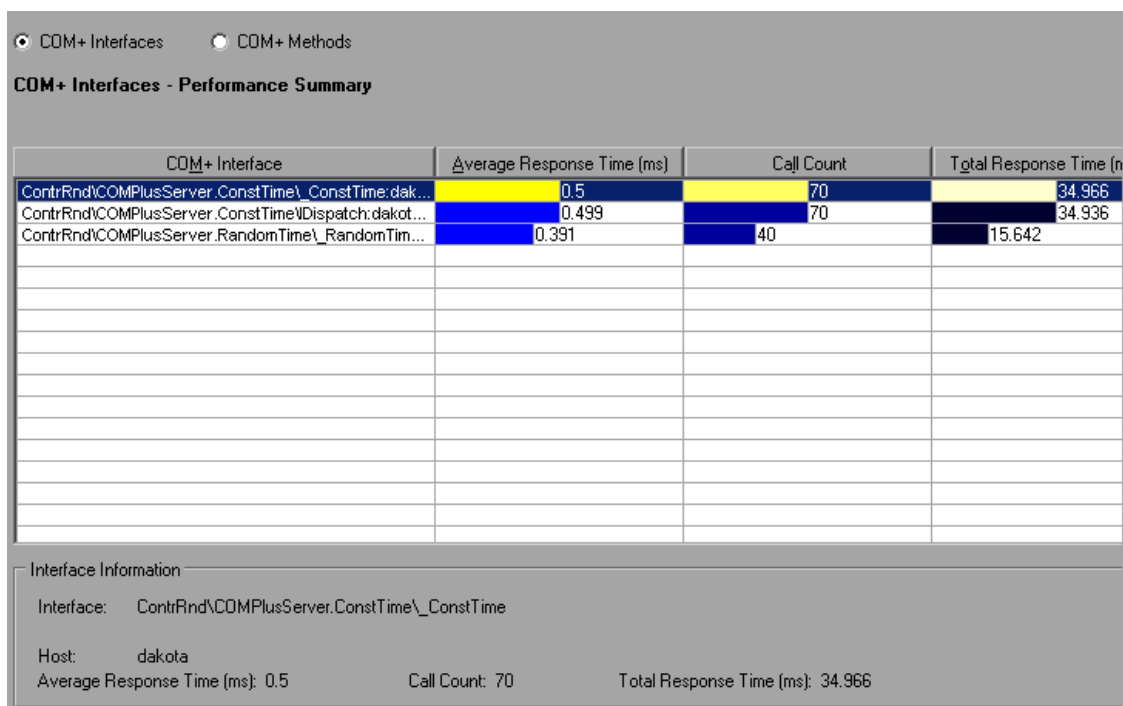 COM+ Interfaces COM+ Methods
COM+ Interfaces - Performance Summary
COM+ Interface Average Response Time (ms) Call Count Total Response Time (m
ContrRnd\COMPlusServer.ConstTime\_ConstTime:dak... 0.5 70 34.966
ContrRnd\COMPlusServer.ConstTime\IDispatch:dakot... 0.499 70 34.936
ContrRnd\COMPlusServer.RandomTime\_RandomTim... 0.391 40 15.642
Interface Information
Interface: ContrRnd\COMPlusServer.ConstTime\_ConstTime
Host: dakota
Average Response Time (ms): 0.5 Call Count: 70 Total Response Time (ms): 34.966